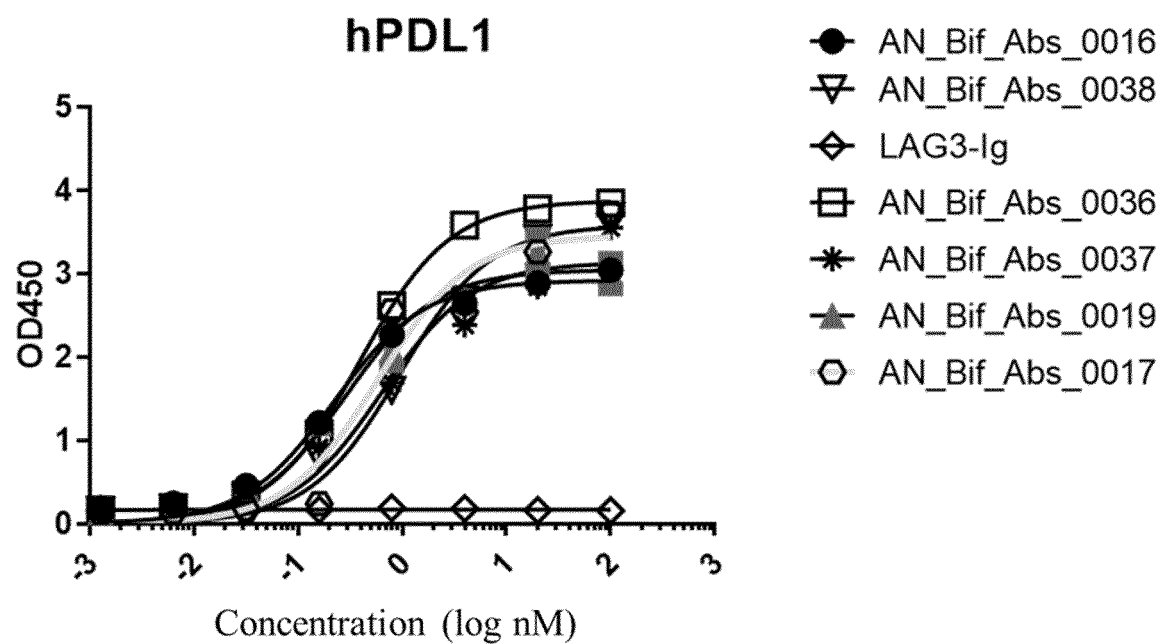 hPDL1
OD450
5
4
3
2
1
0
-3
-2
-1
0
1
2
3
Concentration (log nM)
AN_Bif_Abs_0016
AN_Bif_Abs_0038
LAG3-Ig
AN_Bif_Abs_0036
AN_Bif_Abs_0037
AN_Bif_Abs_0019
AN_Bif_Abs_0017